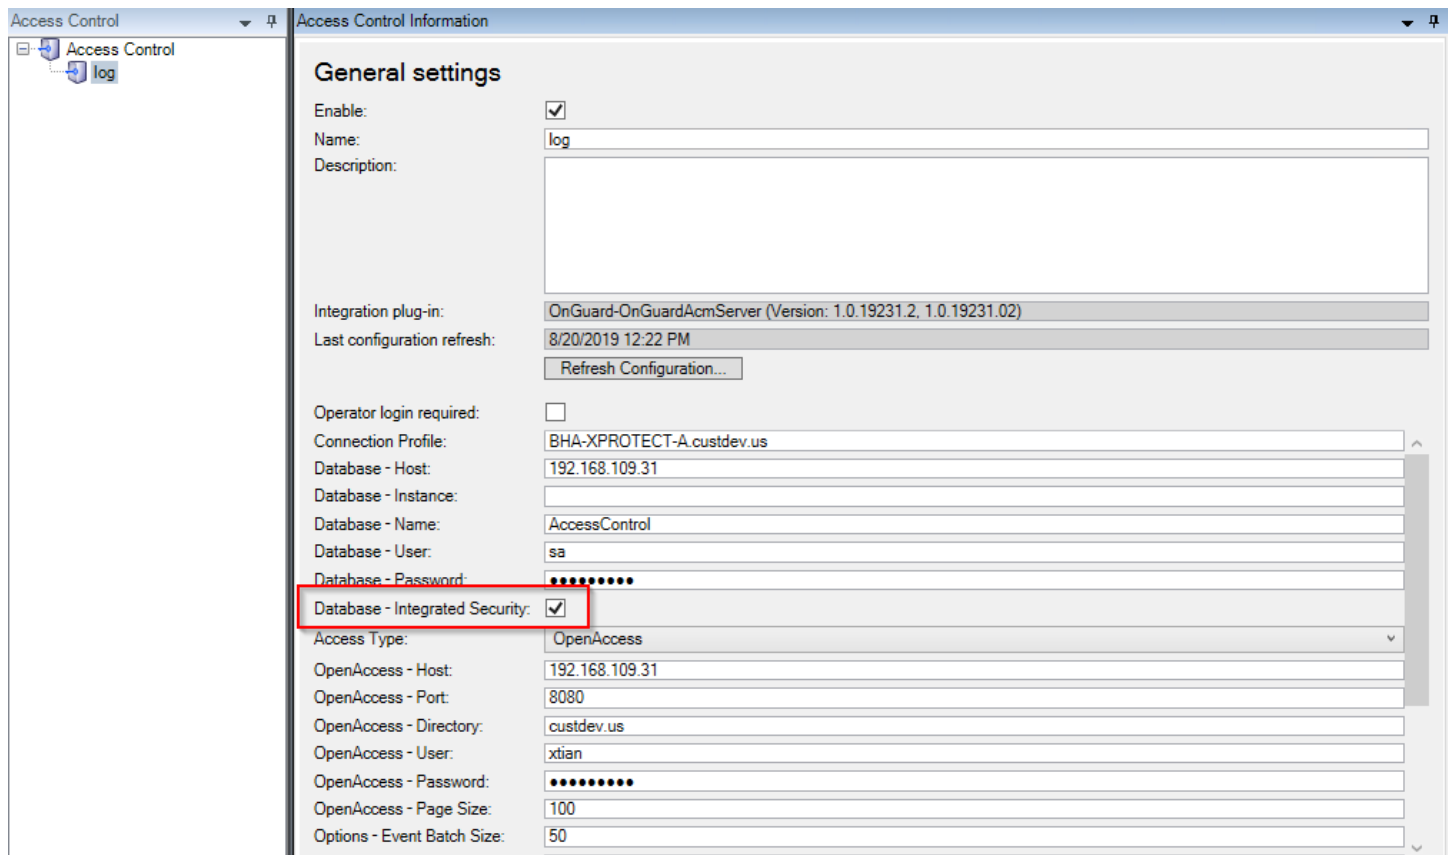 Access Control
Access Control Information
Access Control
log
General settings
Enable:
Name: log
Description:
Integration plug-in: OnGuard-OnGuardAcmServer (Version: 1.0.19231.2, 1.0.19231.02)
Last configuration refresh: 8/20/2019 12:22 PM
Refresh Configuration...
Operator login required:
Connection Profile: BHA-XPROTECT-A.custdev.us
Database - Host: 192.168.109.31
Database - Instance:
Database - Name: AccessControl
Database - User: sa
Database - Password: •••••••••
Database - Integrated Security:
Access Type: OpenAccess
OpenAccess - Host: 192.168.109.31
OpenAccess - Port: 8080
OpenAccess - Directory: custdev.us
OpenAccess - User: xtian
OpenAccess - Password: •••••••••
OpenAccess - Page Size: 100
Options - Event Batch Size: 50